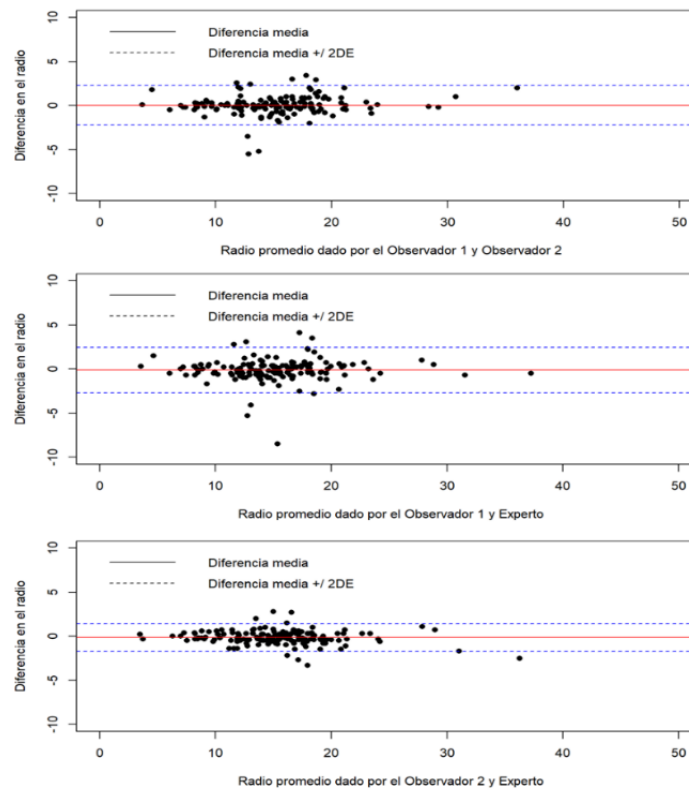 Diferencia en el radio
10
5
0
-5
-10
Diferencia media
Diferencia media +/ 2DE
0 10 20 30 40 50
Radio promedio dado por el Observador 1 y Observador 2
Diferencia en el radio
10
5
0
-5
-10
Diferencia media
Diferencia media +/ 2DE
0 10 20 30 40 50
Radio promedio dado por el Observador 1 y Experto
Diferencia en el radio
10
5
0
-5
-10
Diferencia media
Diferencia media +/ 2DE
0 10 20 30 40 50
Radio promedio dado por el Observador 2 y Experto